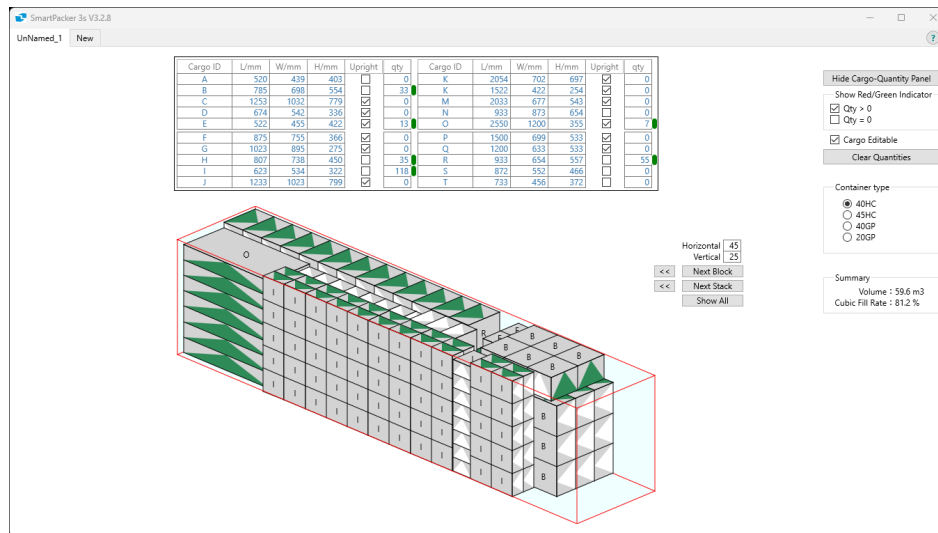 SmartPacker 3s V3.2.8
UnNamed_1 New
?
Cargo ID L/mm W/mm H/mm Upright qty Cargo ID L/mm W/mm H/mm Upright qty
A 520 439 403 0 K 2054 702 697 0
B 785 698 554 33 K 1522 422 254 0
C 1253 1032 779 0 M 2033 677 543 0
D 674 542 336 0 N 933 873 654 0
E 522 455 422 13 O 2550 1200 355 7
F 875 755 366 0 P 1500 699 533 0
G 1023 895 275 0 Q 1200 633 533 0
H 807 738 450 35 R 933 654 557 55
I 623 534 322 118 S 872 552 466 0
J 1233 1023 799 0 T 733 456 372 0
Hide Cargo-Quantity Panel
Show Red/Green Indicator
Qty > 0
Qty = 0
Cargo Editable
Clear Quantities
Container type
40HC
45HC
40GP
20GP
Horizontal 45
Vertical 25
<< Next Block
<< Next Stack
Show All
Summary
Volume : 59.6 m3
Cubic Fill Rate : 81.2 %
O
R
B B B
B B B
B
B
B
B
I I I I I I I I I I I